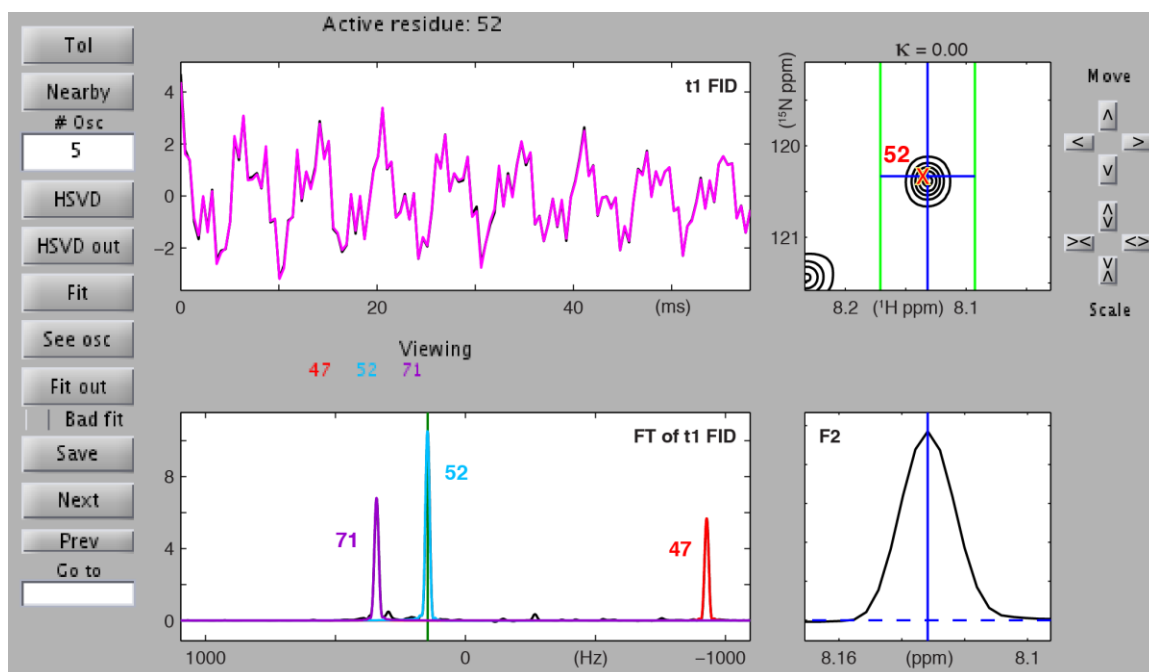 Active residue: 52
Tol
Nearby
# Osc
5
HSVD
HSVD out
Fit
See osc
Fit out
Bad fit
Save
Next
Prev
Go to
t1 FID
4
2
0
−2
0 20 40 (ms)
κ = 0.00
(¹⁵N ppm)
120
121
52
X
8.2 (¹H ppm) 8.1
Move
^
< >
v
>< <>
Scale
Viewing
47 52 71
FT of t1 FID
8
4
0
71
52
47
1000 0 (Hz) −1000
F2
8.16 (ppm) 8.1